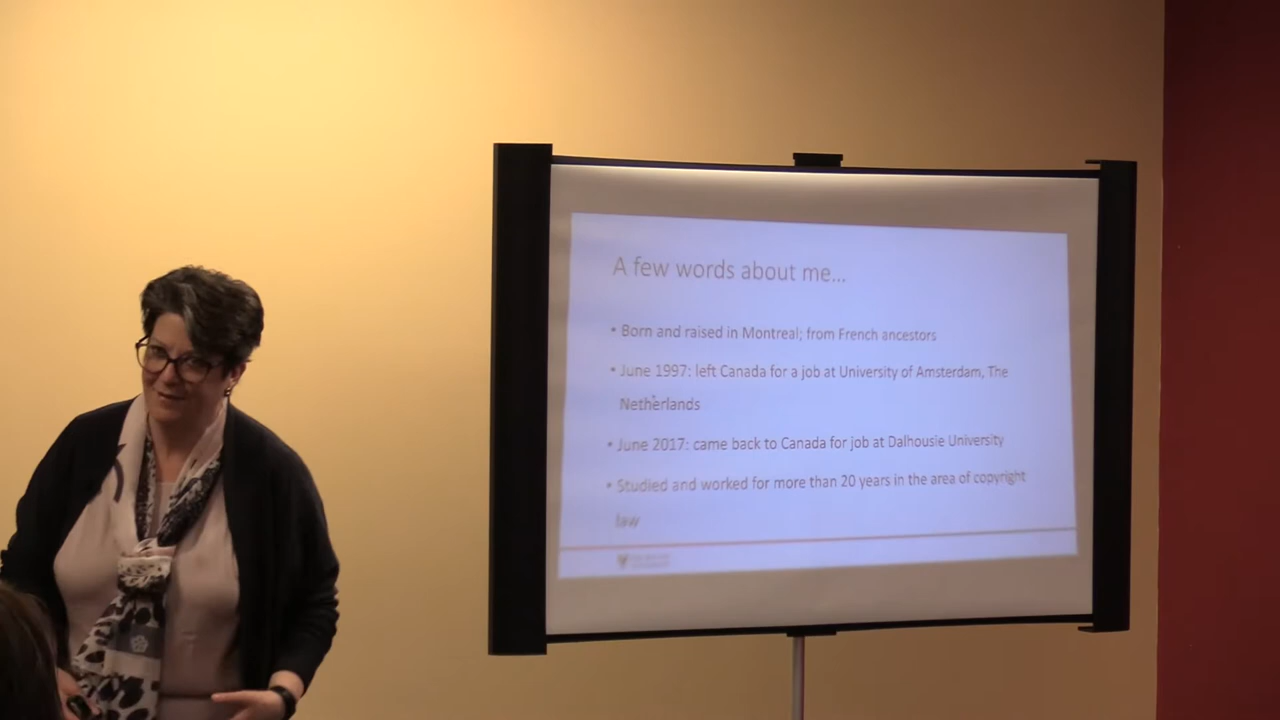 A few words about me...
• Born and raised in Montreal; from French ancestors
• June 1997: left Canada for a job at University of Amsterdam, The
Netherlands
• June 2017: came back to Canada for job at Dalhousie University
• Studied and worked for more than 20 years in the area of copyright
law